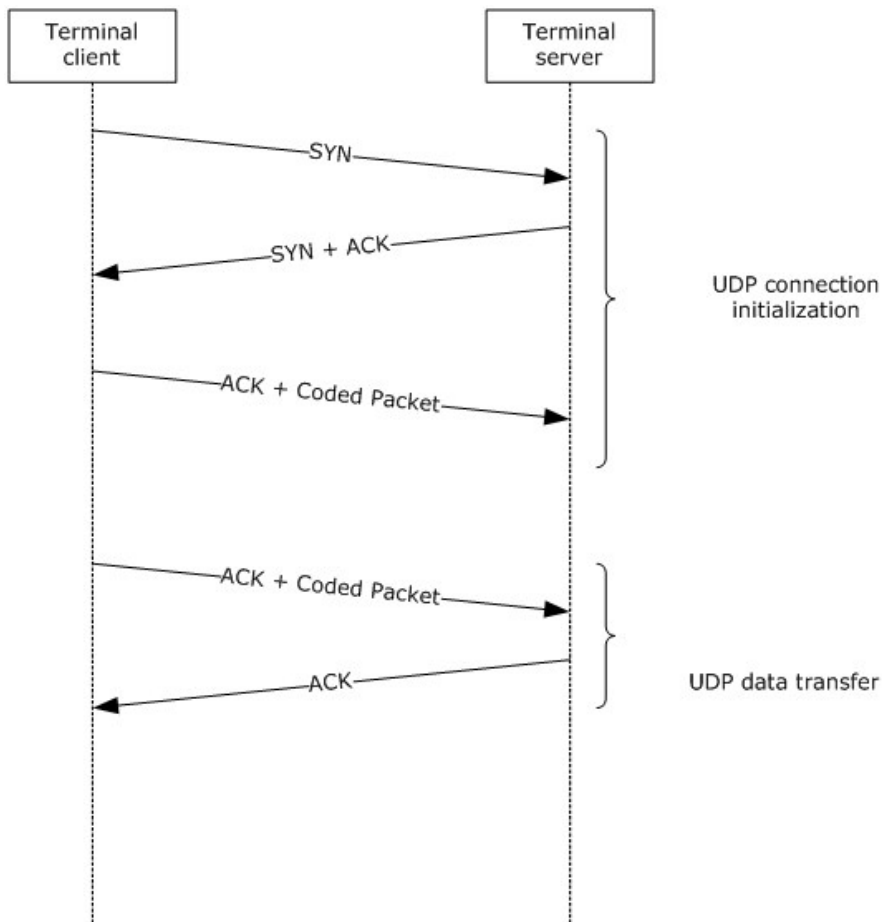 Terminal
client
Terminal
server
SYN
SYN + ACK
UDP connection
initialization
ACK + Coded Packet
ACK + Coded Packet
ACK
UDP data transfer